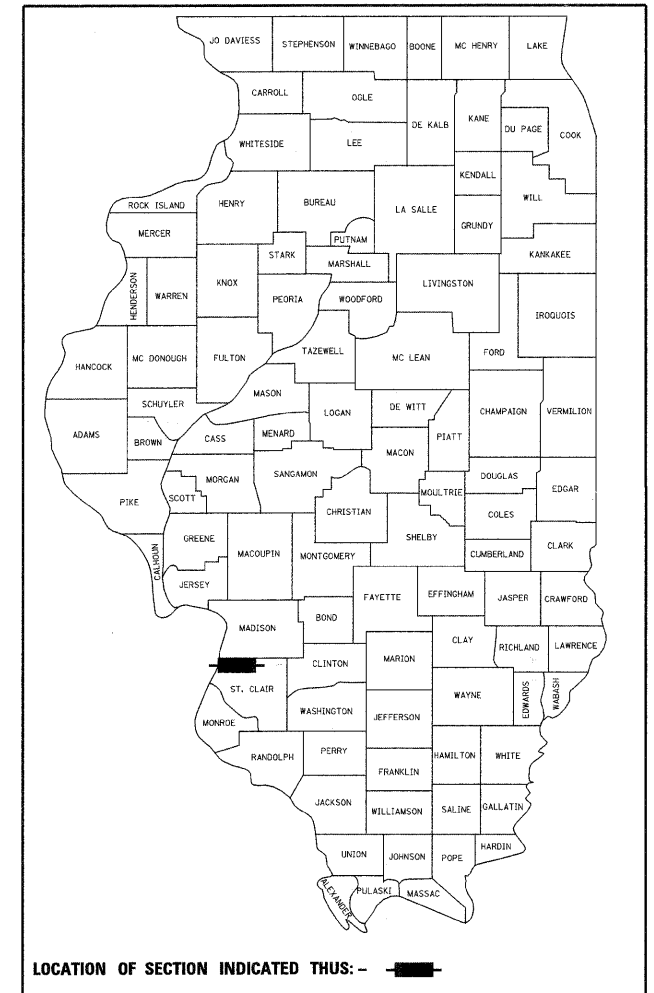 JO DAVIESS STEPHENSON WINNEBAGO BOONE MC HENRY LAKE
CARROLL OGLE DE KALB KANE DU PAGE COOK
WHITESIDE LEE
KENDALL WILL
ROCK ISLAND HENRY BUREAU LA SALLE GRUNDY
MERCER PUTNAM
STARK MARSHALL KANKAKEE
HENDERSON WARREN KNOX PEORIA WOODFORD LIVINGSTON
IROQUGIS
HANCOCK MC DONOUGH FULTON TAZEWELL MC LEAN FORD
MASON
SCHUYLER LOGAN DE WITT CHAMPAIGN VERMILION
ADAMS BROWN CASS MENARD MACON PIATT
PIKE SCOTT MORGAN SANGAMON MOULTRIE DOUGLAS EDGAR
CHRISTIAN COLES
GREENE MACOUPIN MONTGOMERY SHELBY CUMBERLAND CLARK
CALHOUN JERSEY FAYETTE EFFINGHAM JASPER CRAWFORD
MADISON BOND
CLAY RICHLAND LAWRENCE
CLINTON MARION
ST. CLAIR WAYNE EDWARDS WABASH
MONROE WASHINGTON JEFFERSON
RANDOLPH PERRY HAMILTON WHITE
FRANKLIN
JACKSON WILLIAMSON SALINE GALLATIN
UNION JOHNSON POPE HARDIN
ALEXANDER PULASKI MASSAC
LOCATION OF SECTION INDICATED THUS: -